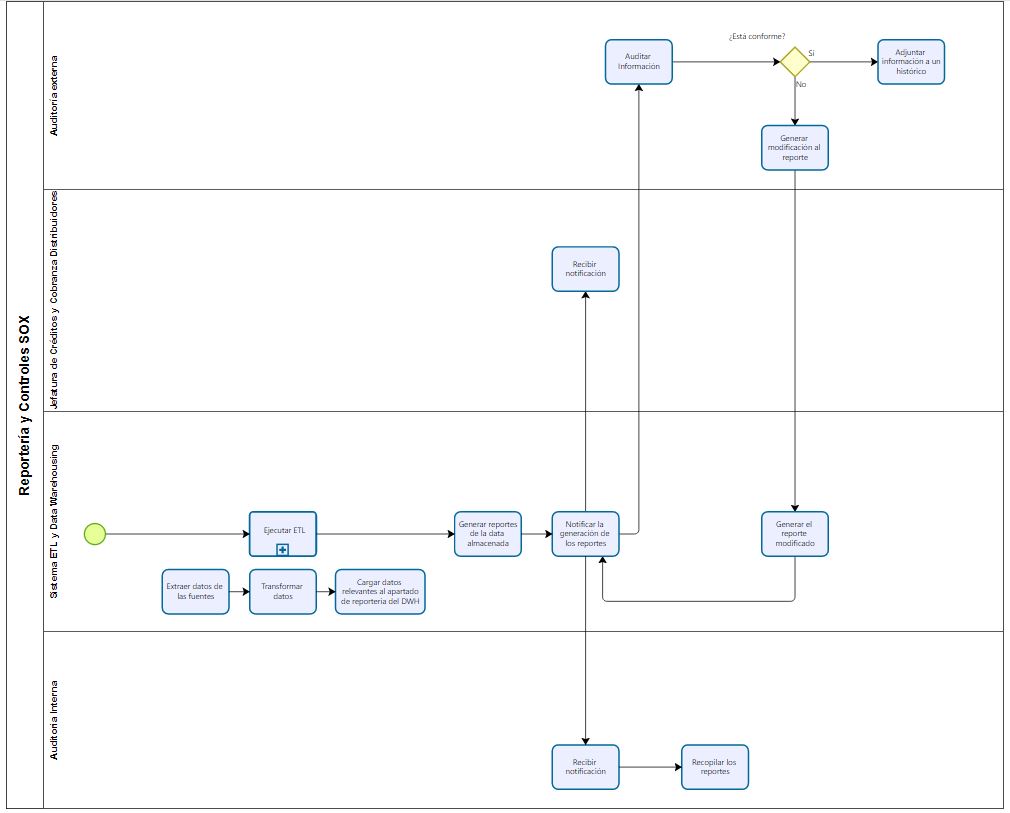 Reportería y Controles SOX
Auditoría externa
¿Está conforme?
Auditar
Información
Si
Adjuntar
información a un
histórico
No
Generar
modificación al
reporte
Jefatura de Créditos y Cobranza Distribuidores
Recibir
notificación
Sistema ETL y Data Warehousing
Ejecutar ETL
Generar reportes
de la data
almacenada
Notificar la
generación de
los reportes
Generar el
reporte
modificado
Extraer datos de
las fuentes
Transformar
datos
Cargar datos
relevantes al apartado
de reportería del DWH
Auditoría Interna
Recibir
notificación
Recopilar los
reportes